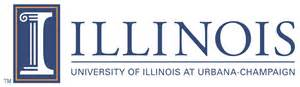 ILLINOIS
UNIVERSITY OF ILLINOIS AT URBANA-CHAMPAIGN
TM